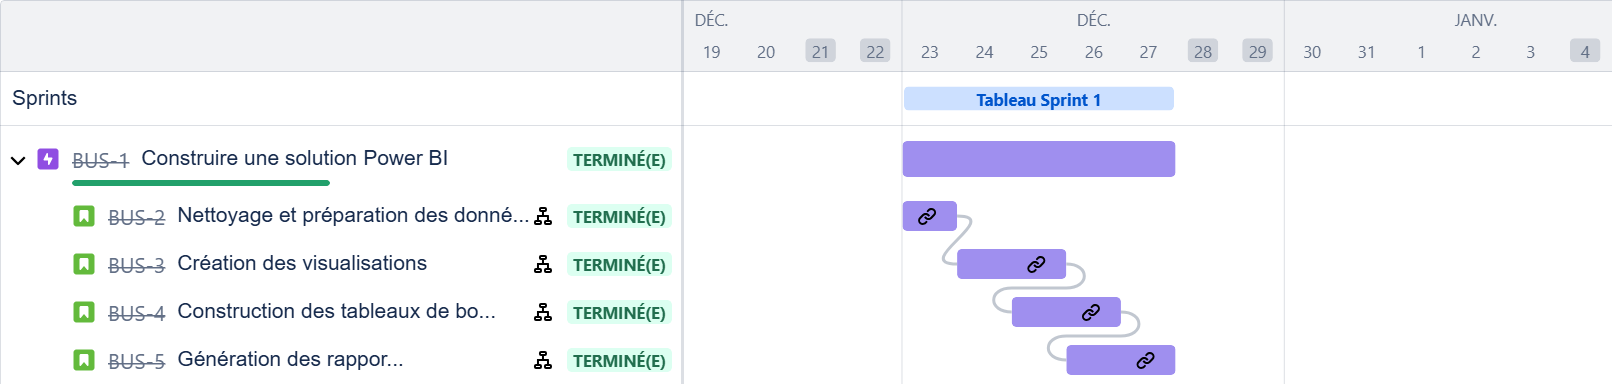 DÉC. DÉC. JANV.
19 20 21 22 23 24 25 26 27 28 29 30 31 1 2 3 4
Sprints Tableau Sprint 1
BUS-1 Construire une solution Power BI TERMINÉ(E)
BUS-2 Nettoyage et préparation des donné... TERMINÉ(E)
BUS-3 Création des visualisations TERMINÉ(E)
BUS-4 Construction des tableaux de bo... TERMINÉ(E)
BUS-5 Génération des rappor... TERMINÉ(E)